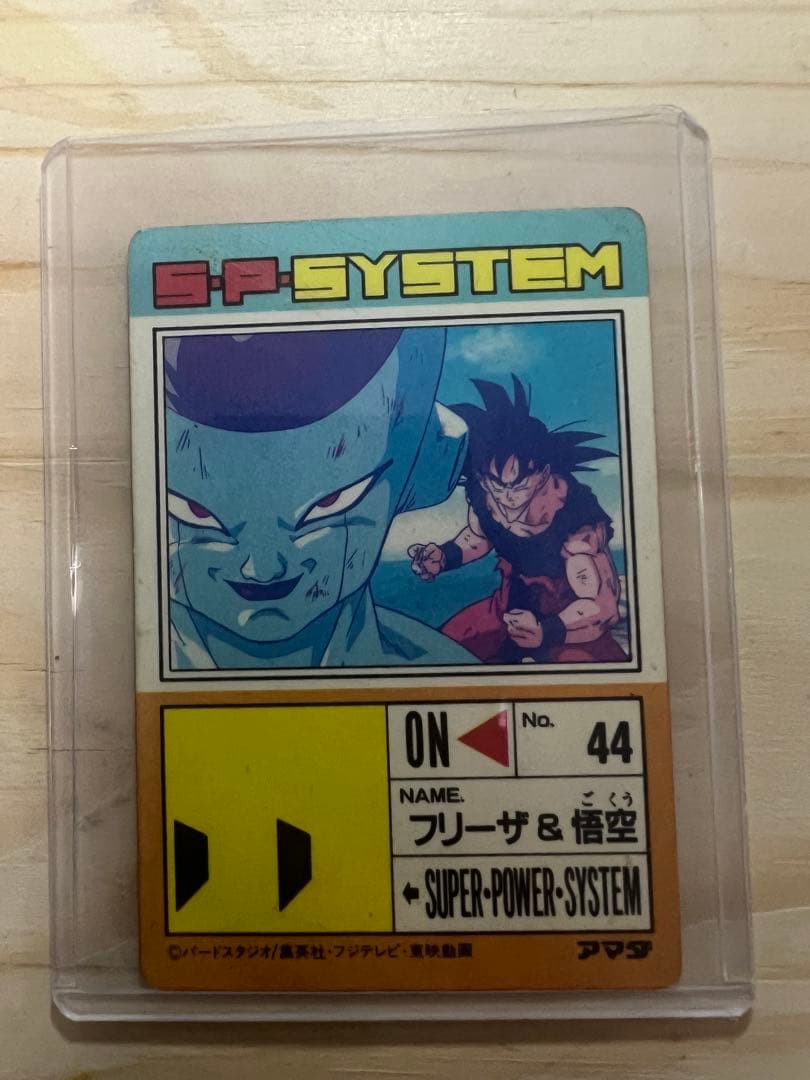 S・P・SYSTEM
ON
No. 44
NAME.
ごくう
フリーザ & 悟空
SUPER・POWER・SYSTEM
©バードスタジオ/集英社・フジテレビ・東映動画
アマダ